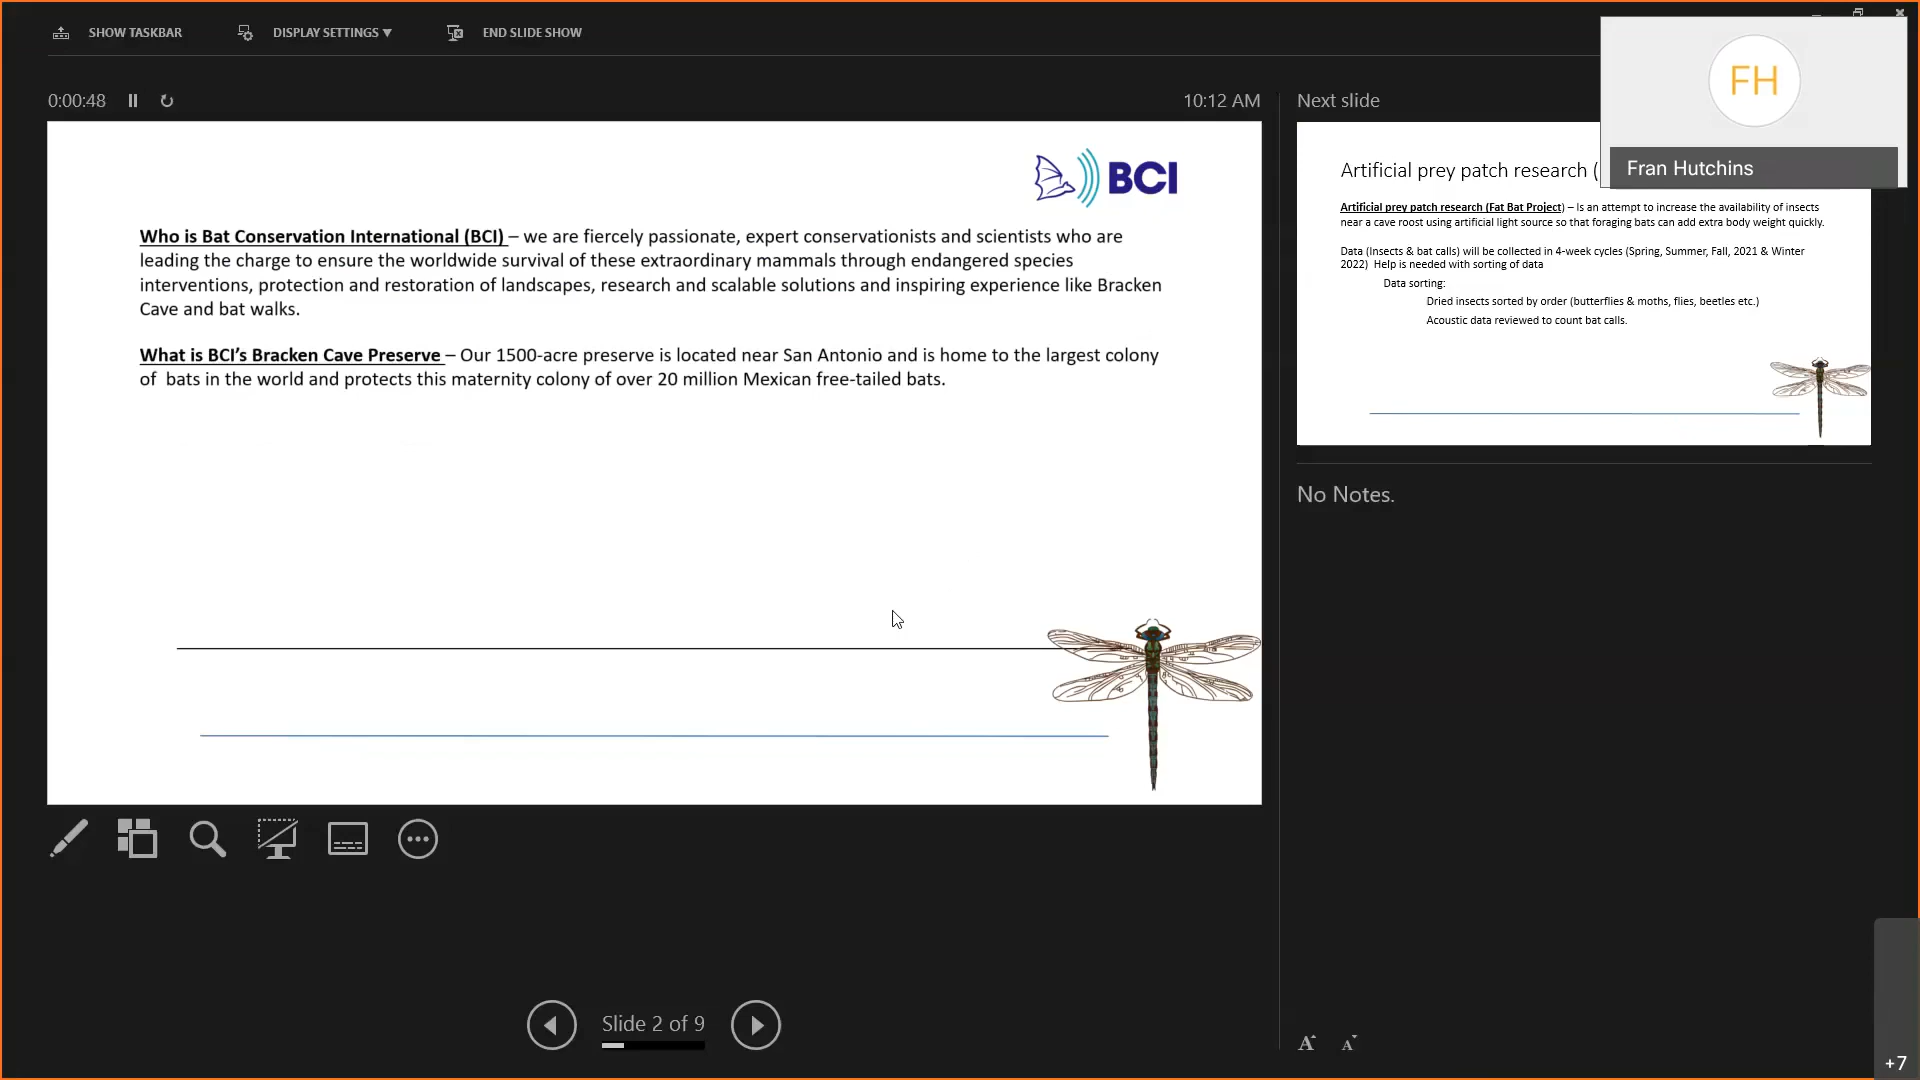 SHOW TASKBAR
DISPLAY SETTINGS ▼
END SLIDE SHOW
0:00:48
10:12 AM
BCI
Who is Bat Conservation International (BCI) – we are fiercely passionate, expert conservationists and scientists who are
leading the charge to ensure the worldwide survival of these extraordinary mammals through endangered species
interventions, protection and restoration of landscapes, research and scalable solutions and inspiring experience like Bracken
Cave and bat walks.
What is BCI’s Bracken Cave Preserve – Our 1500-acre preserve is located near San Antonio and is home to the largest colony
of bats in the world and protects this maternity colony of over 20 million Mexican free-tailed bats.
Slide 2 of 9
Next slide
FH
Fran Hutchins
Artificial prey patch research (
Artificial prey patch research (Fat Bat Project) – Is an attempt to increase the availability of insects
near a cave roost using artificial light source so that foraging bats can add extra body weight quickly.
Data (Insects & bat calls) will be collected in 4-week cycles (Spring, Summer, Fall, 2021 & Winter
2022) Help is needed with sorting of data
Data sorting:
Dried insects sorted by order (butterflies & moths, flies, beetles etc.)
Acoustic data reviewed to count bat calls.
No Notes.
A A
+7